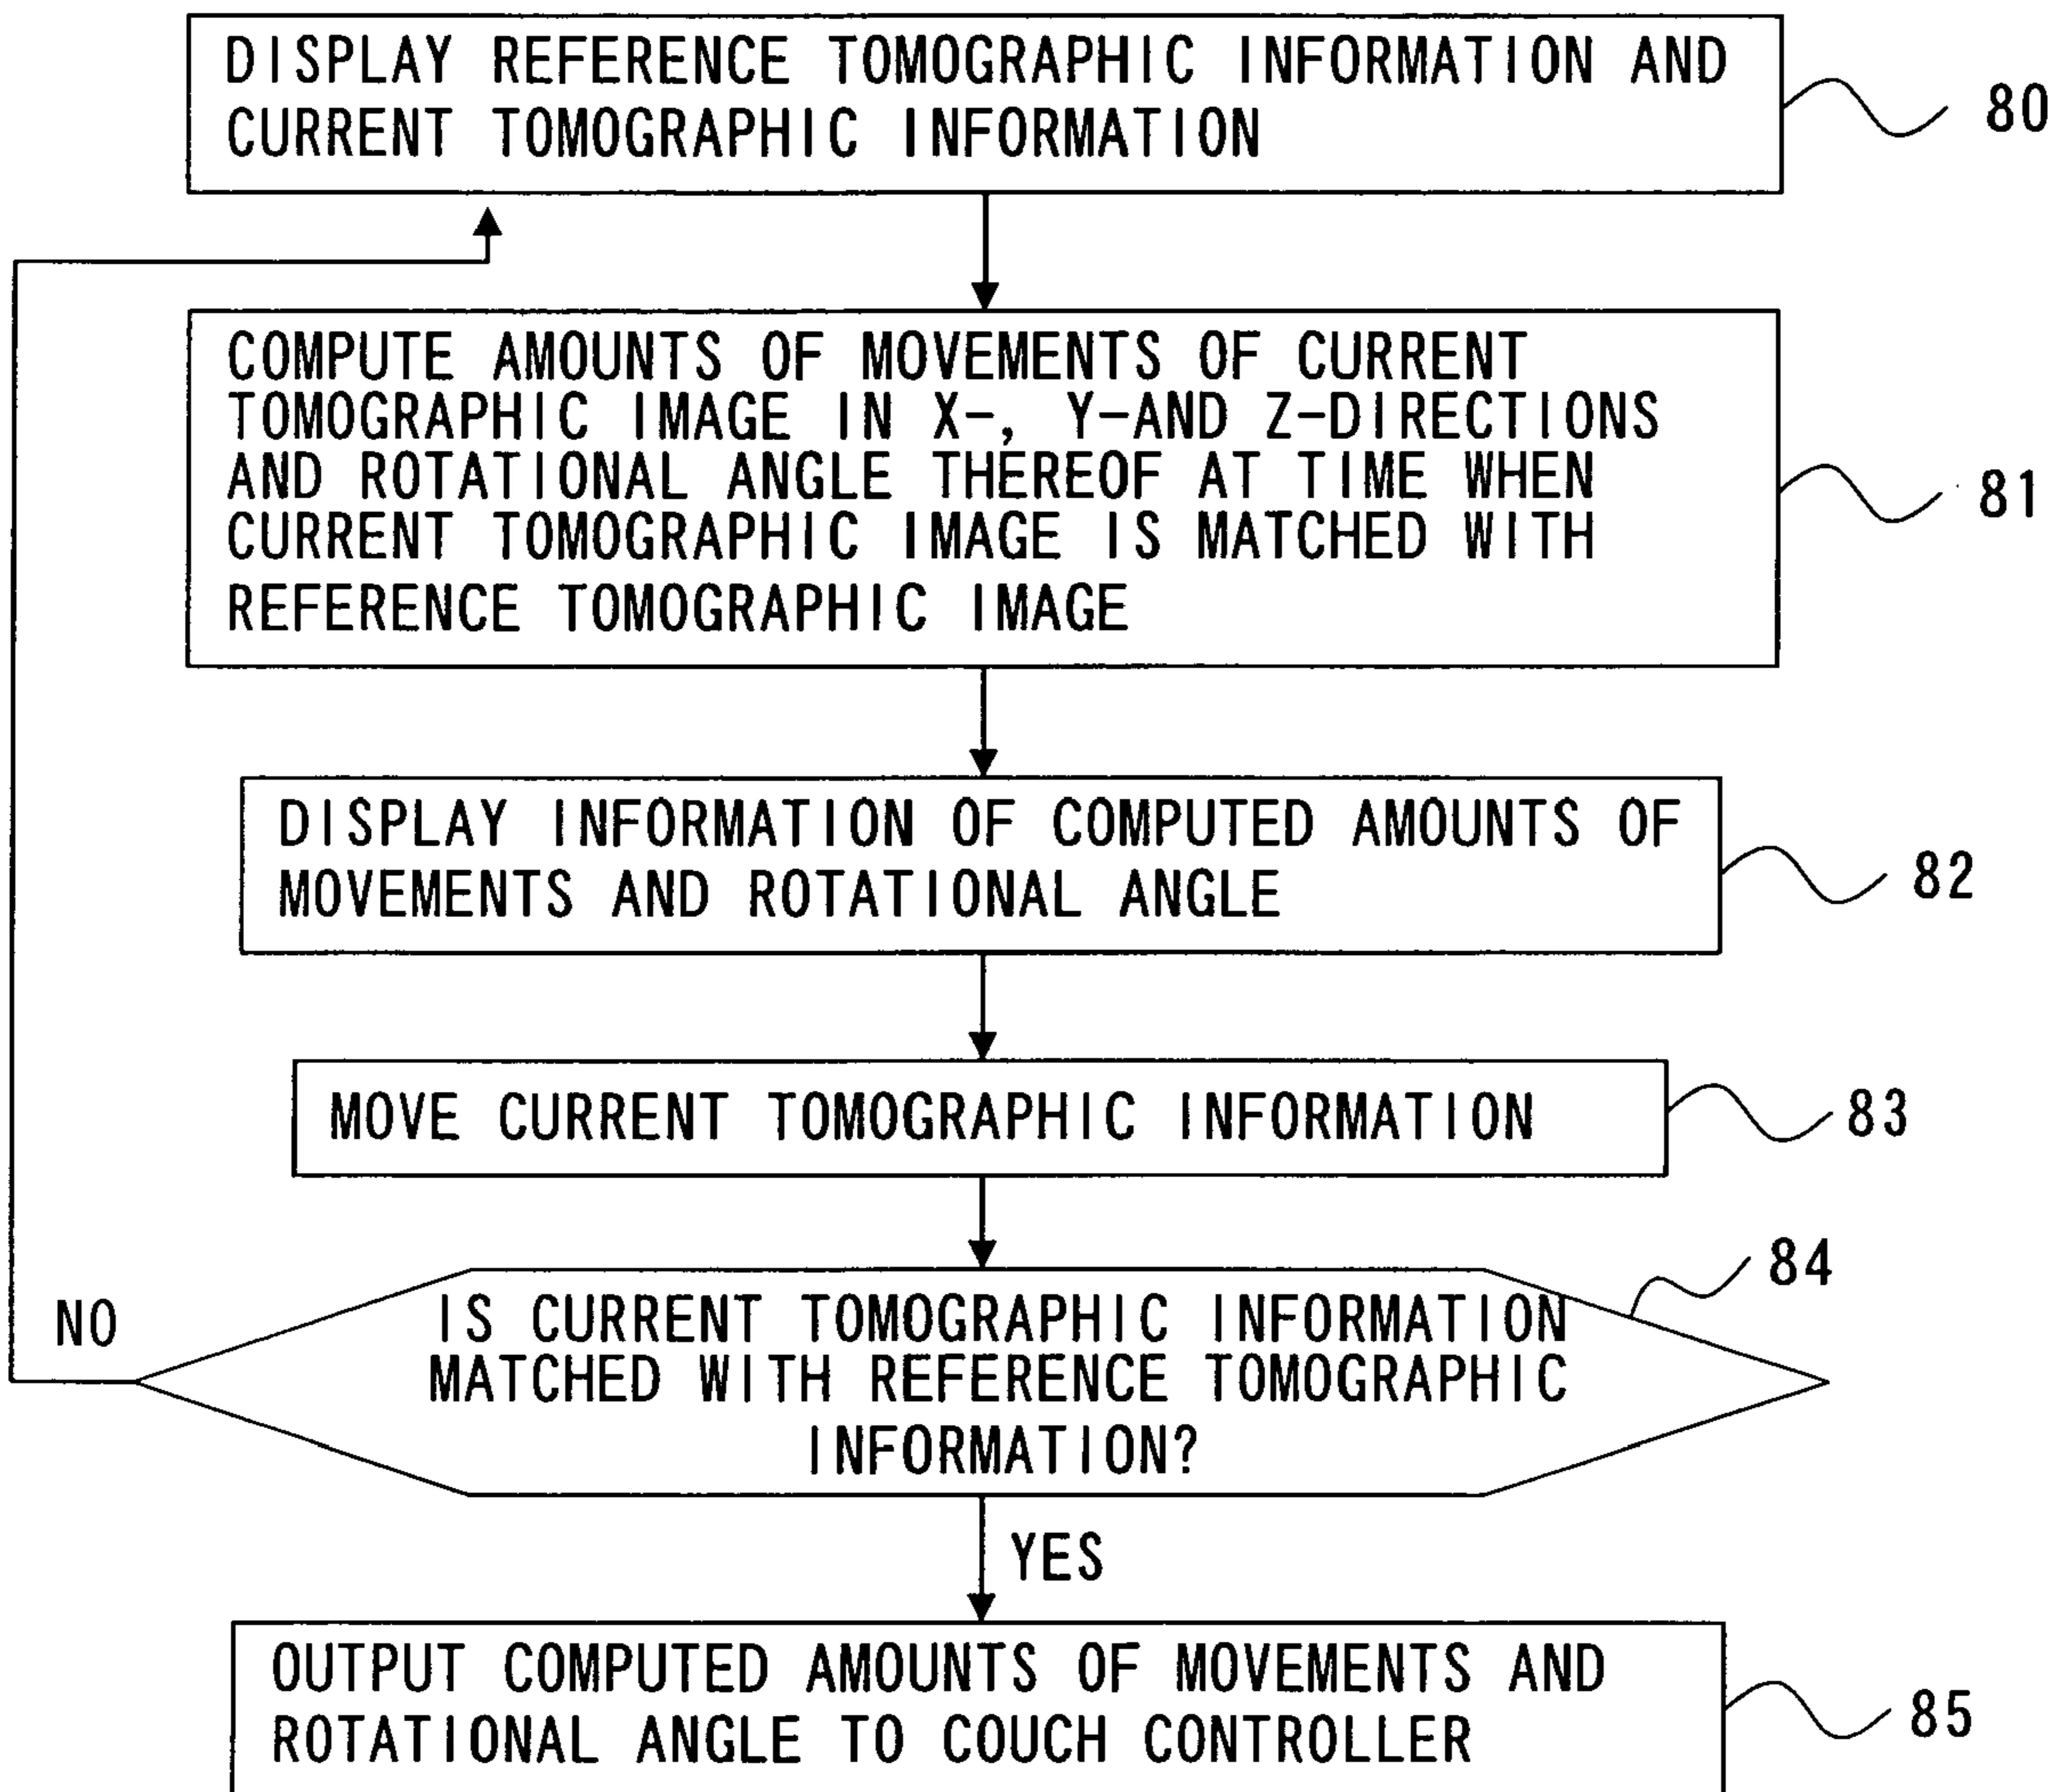 DISPLAY REFERENCE TOMOGRAPHIC INFORMATION AND
CURRENT TOMOGRAPHIC INFORMATION
80
COMPUTE AMOUNTS OF MOVEMENTS OF CURRENT
TOMOGRAPHIC IMAGE IN X-, Y-AND Z-DIRECTIONS
AND ROTATIONAL ANGLE THEREOF AT TIME WHEN
CURRENT TOMOGRAPHIC IMAGE IS MATCHED WITH
REFERENCE TOMOGRAPHIC IMAGE
81
DISPLAY INFORMATION OF COMPUTED AMOUNTS OF
MOVEMENTS AND ROTATIONAL ANGLE
82
MOVE CURRENT TOMOGRAPHIC INFORMATION
83
84
NO
IS CURRENT TOMOGRAPHIC INFORMATION
MATCHED WITH REFERENCE TOMOGRAPHIC
INFORMATION?
YES
OUTPUT COMPUTED AMOUNTS OF MOVEMENTS AND
ROTATIONAL ANGLE TO COUCH CONTROLLER
85